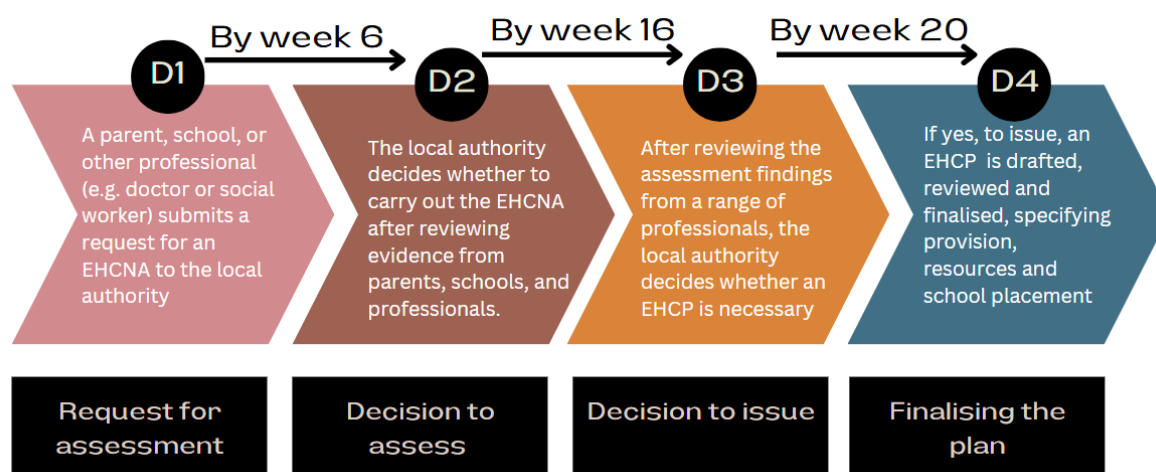 By week 6
By week 16
By week 20
D1
D2
D3
D4
A parent, school, or
other professional
(e.g. doctor or social
worker) submits a
request for an
EHCNA to the local
authority
The local authority
decides whether to
carry out the EHCNA
after reviewing
evidence from
parents, schools, and
professionals.
After reviewing the
assessment findings
from a range of
professionals, the
local authority
decides whether an
EHCP is necessary
If yes, to issue, an
EHCP is drafted,
reviewed and
finalised, specifying
provision,
resources and
school placement
Request for
assessment
Decision to
assess
Decision to issue
Finalising the
plan